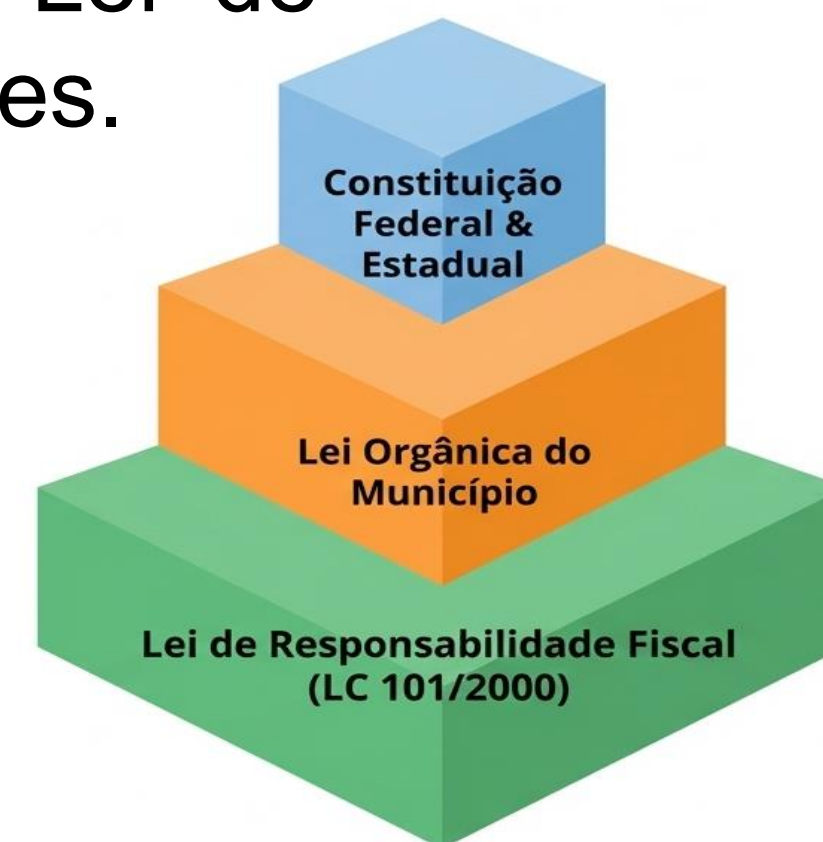 es.
Constituição
Federal &
Estadual
Lei Orgânica do
Município
Lei de Responsabilidade Fiscal
(LC 101/2000)